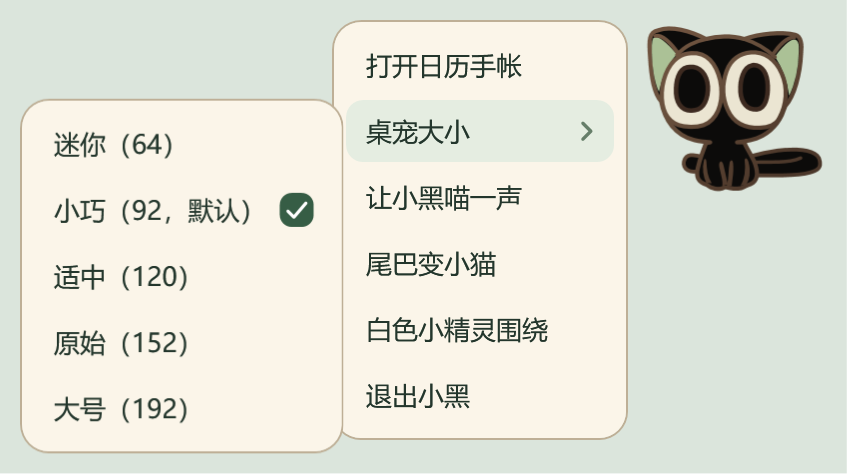 打开日历手帐
桌宠大小
让小黑喵一声
尾巴变小猫
白色小精灵围绕
退出小黑
迷你（64）
小巧（92，默认）
适中（120）
原始（152）
大号（192）